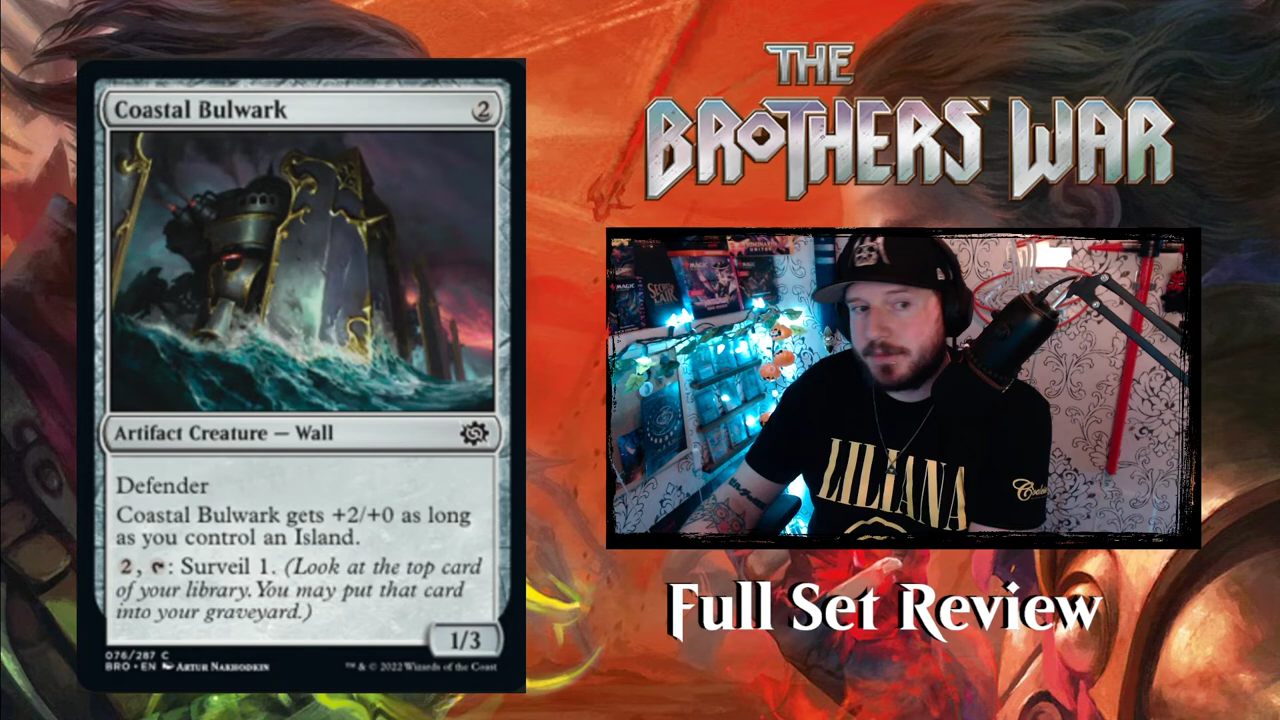 Coastal Bulwark 2
Artifact Creature — Wall
Defender
Coastal Bulwark gets +2/+0 as long
as you control an Island.
2, : Surveil 1. (Look at the top card
of your library. You may put that card
into your graveyard.)
1/3
076/287 C
BRO • EN ARTUR NAKHODKIN
™ & © 2022 Wizards of the Coast
THE
BROTHERS' WAR
SECRET
LAIR
MAGIC
LILIANA
Full Set Review